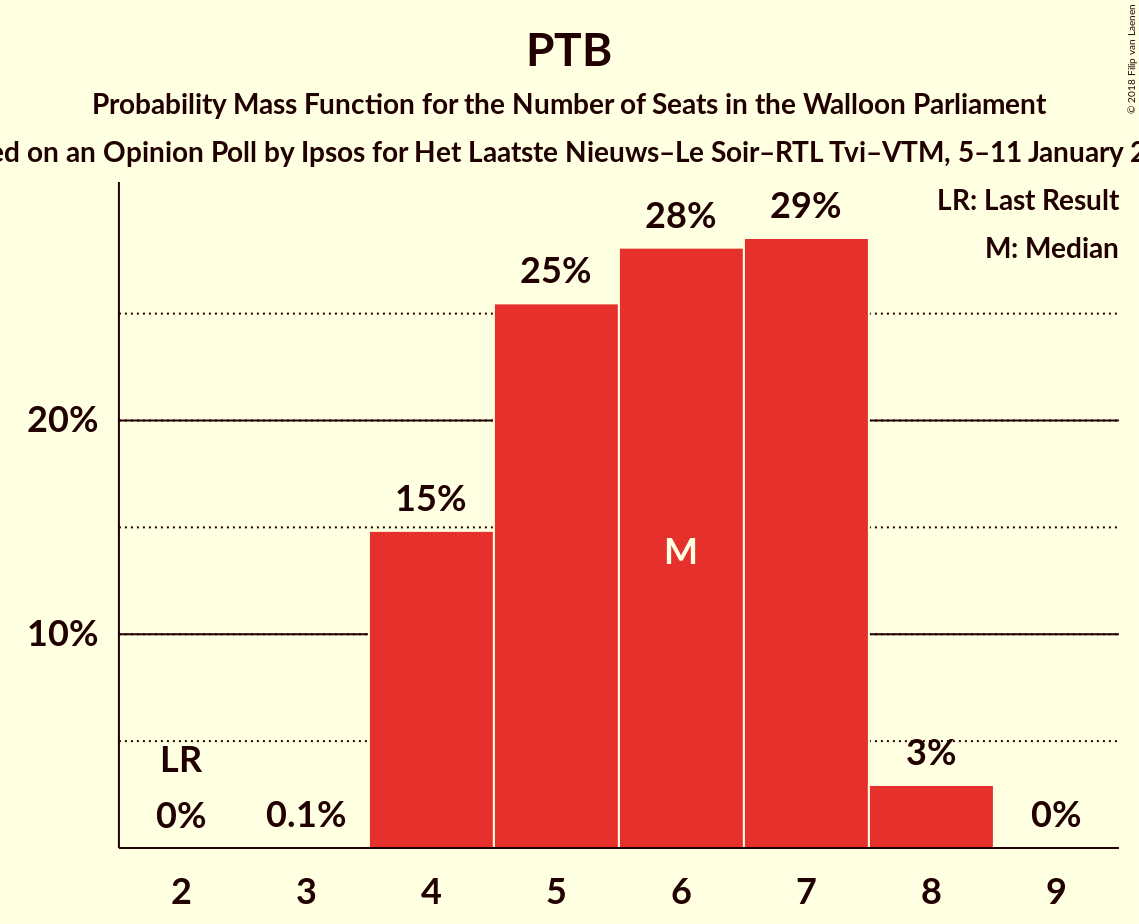 PTB
Probability Mass Function for the Number of Seats in the Walloon Parliament
on an Opinion Poll by Ipsos for Het Laatste Nieuws–Le Soir–RTL Tvi–VTM, 5–11 January
© 2018 Filip van Laenen
LR: Last Result
M: Median
28%
29%
25%
20%
15%
M
10%
LR
3%
0%
0.1%
0%
2 3 4 5 6 7 8 9